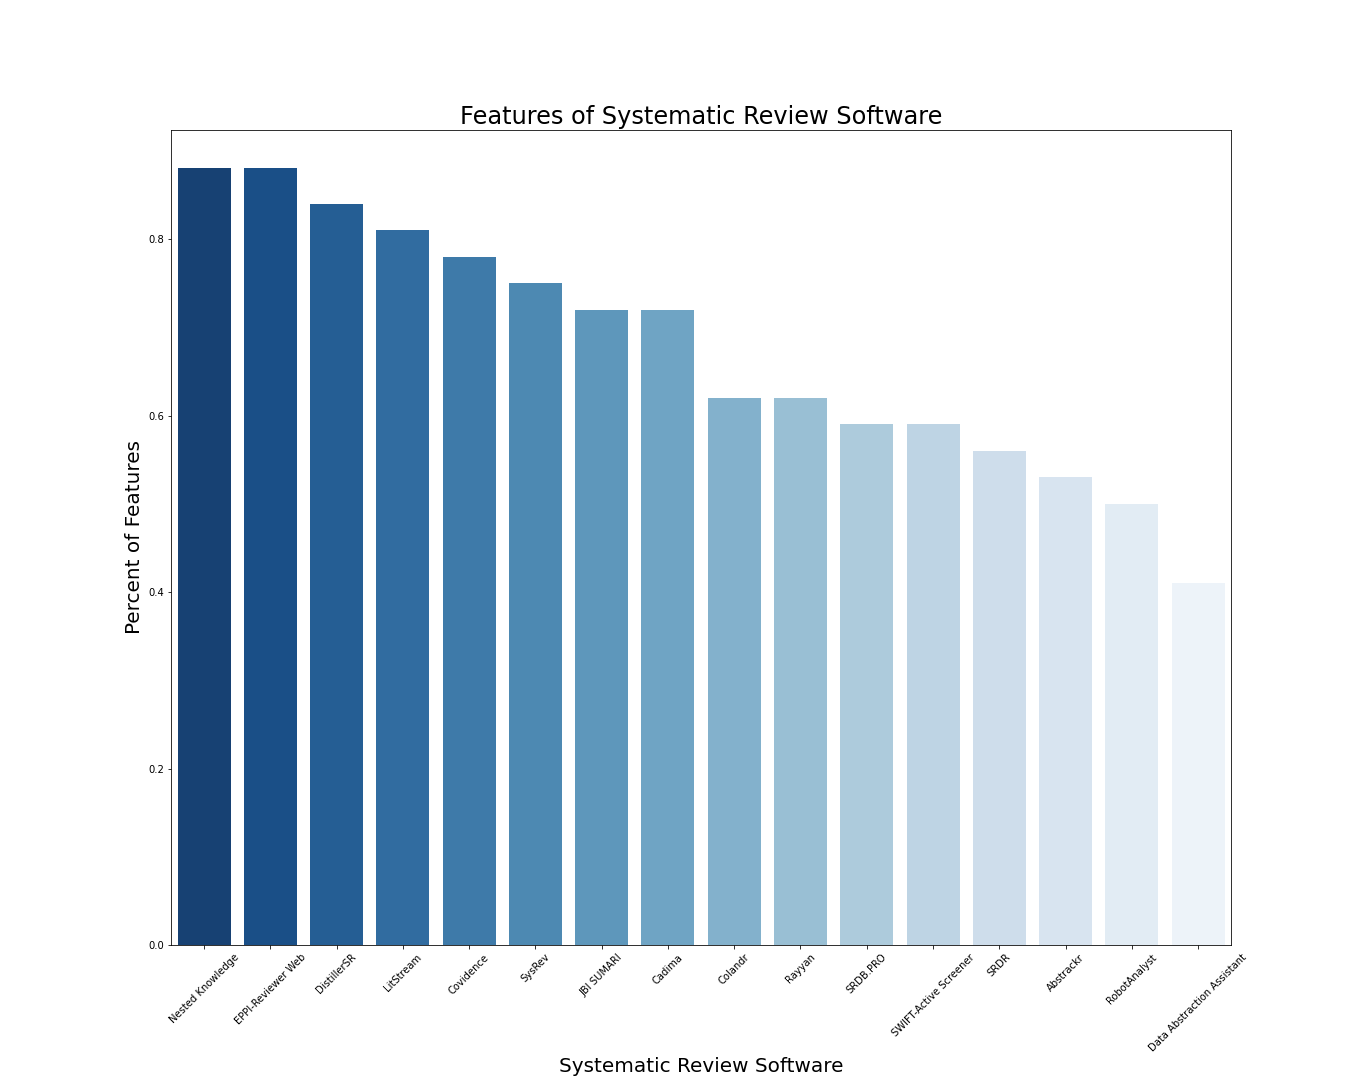 Features of Systematic Review Software
Percent of Features
0.8
0.6
0.4
0.2
0.0
Nested Knowledge
EPPI-Reviewer Web
DistillerSR
LitStream
Covidence
SysRev
JBI SUMARI
Cadima
Colandr
Rayyan
SRDB.PRO
SWIFT-Active Screener
SRDR
Abstrackr
RobotAnalyst
Data Abstraction Assistant
Systematic Review Software